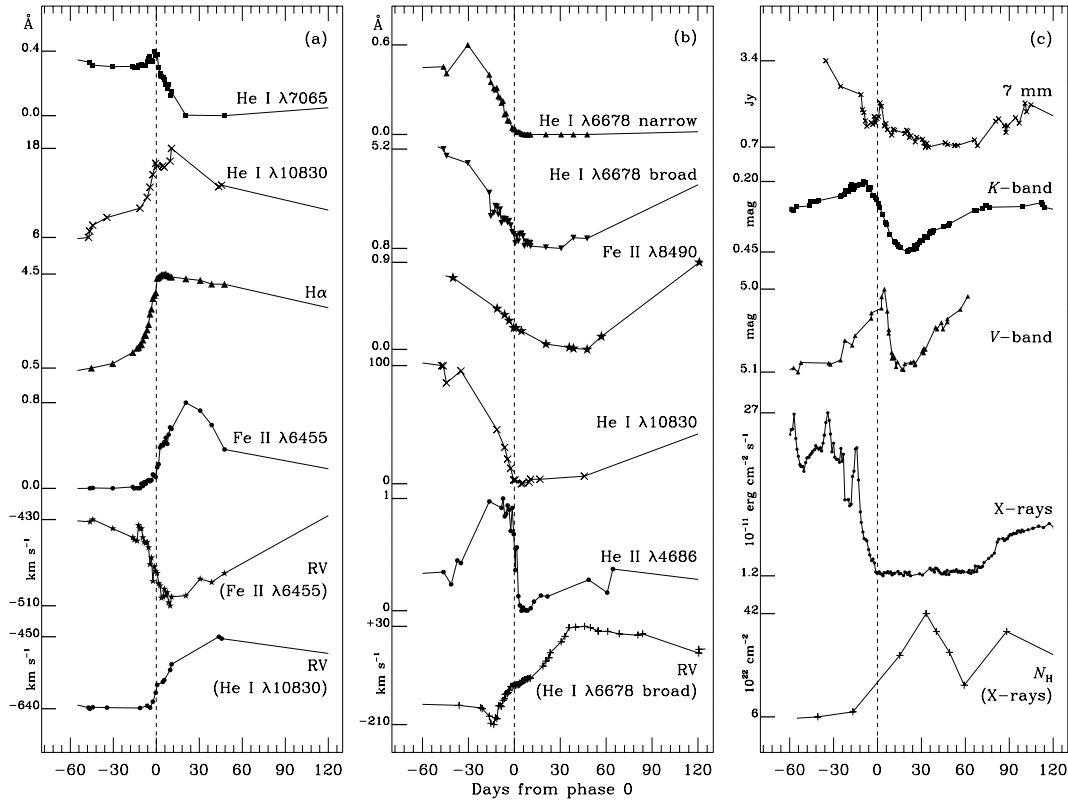 Å
(a)
0.4
He I λ7065
0.0
18
He I λ10830
6
4.5
Hα
0.5
0.8
Fe II λ6455
0.0
-430
km s⁻¹
RV
(Fe II λ6455)
-510
-450
km s⁻¹
RV
(He I λ10830)
-640
-60 -30 0 30 60 90 120
Å
(b)
0.6
He I λ6678 narrow
0.0
5.2
He I λ6678 broad
0.8
Fe II λ8490
0.9
0.0
100
He I λ10830
0
1
He II λ4686
0
+30
km s⁻¹
RV
(He I λ6678 broad)
-210
-60 -30 0 30 60 90 120
Days from phase 0
(c)
3.4
7 mm
Jy
0.7
0.20
K-band
mag
0.45
5.0
mag
V-band
5.1
27
10⁻¹¹ erg cm⁻² s⁻¹
X-rays
1.2
42
10²² cm⁻²
N_H
(X-rays)
6
-60 -30 0 30 60 90 120